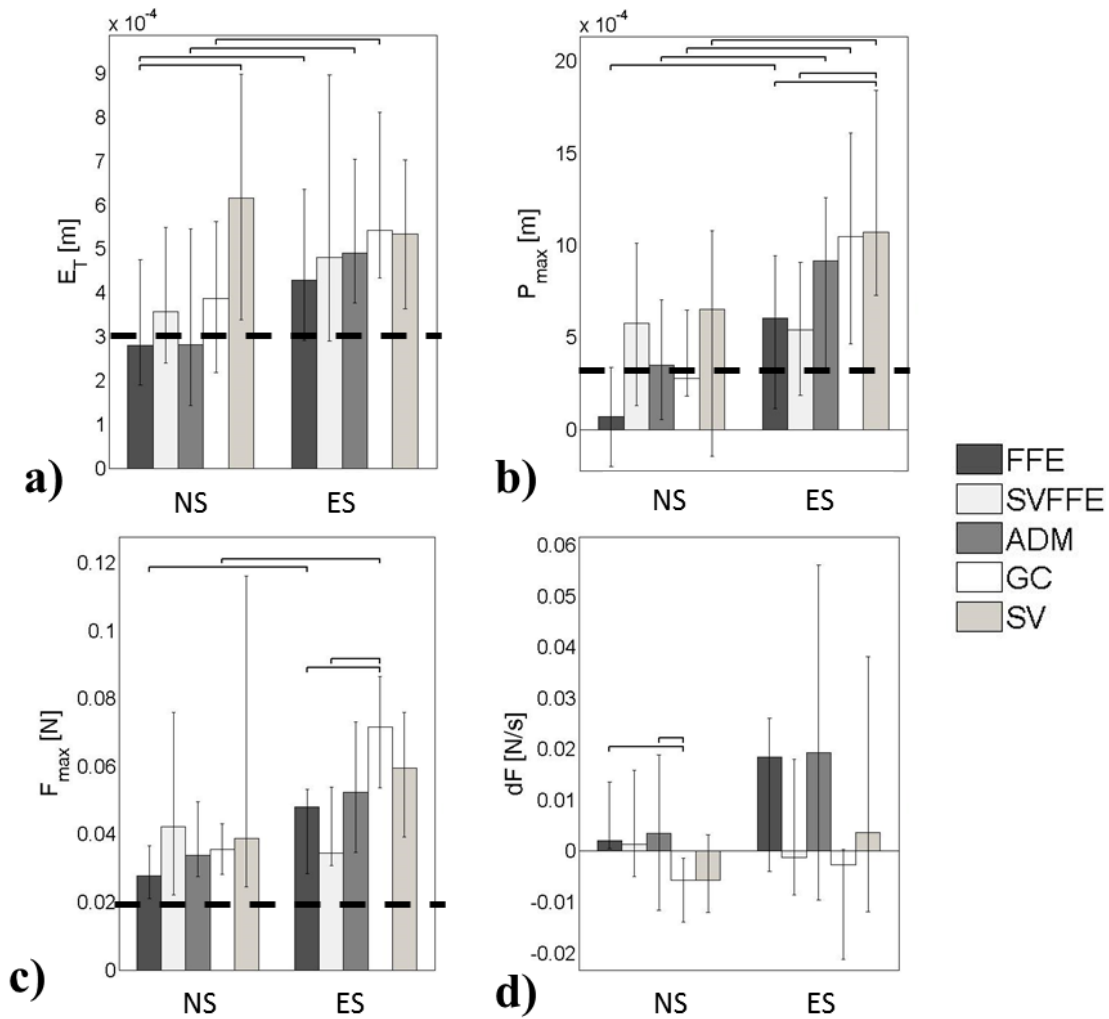 x 10⁻⁴
9
8
7
6
5
4
3
2
1
0
E_T [m]
a)
NS ES
x 10⁻⁴
20
15
10
5
0
P_max [m]
b)
NS ES
FFE
SVFFE
ADM
GC
SV
0.12
0.1
0.08
0.06
0.04
0.02
0
F_max [N]
c)
NS ES
0.06
0.05
0.04
0.03
0.02
0.01
0
-0.01
-0.02
dF [N/s]
d)
NS ES